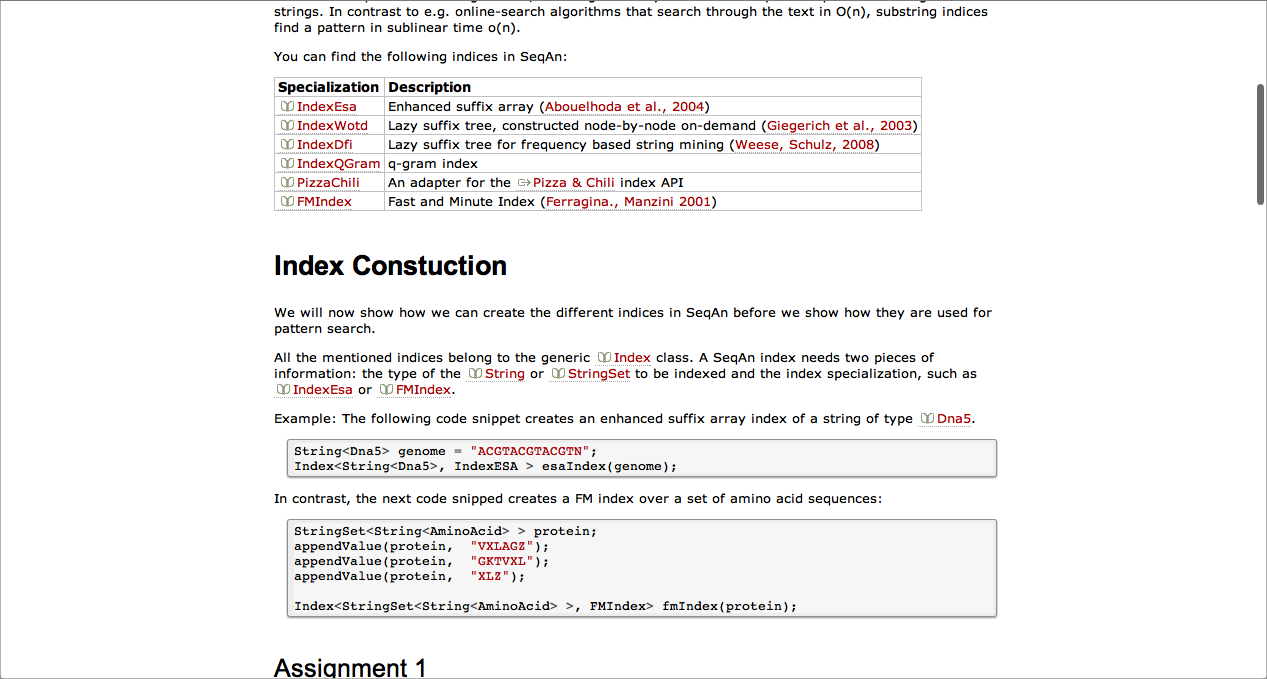 strings. In contrast to e.g. online-search algorithms that search through the text in O(n), substring indices
find a pattern in sublinear time o(n).
You can find the following indices in SeqAn:
Specialization Description
IndexEsa Enhanced suffix array (Abouelhoda et al., 2004)
IndexWotd Lazy suffix tree, constructed node-by-node on-demand (Giegerich et al., 2003)
IndexDfi Lazy suffix tree for frequency based string mining (Weese, Schulz, 2008)
IndexQGram q-gram index
PizzaChili An adapter for the Pizza & Chili index API
FMIndex Fast and Minute Index (Ferragina., Manzini 2001)
Index Constuction
We will now show how we can create the different indices in SeqAn before we show how they are used for
pattern search.
All the mentioned indices belong to the generic Index class. A SeqAn index needs two pieces of
information: the type of the String or StringSet to be indexed and the index specialization, such as
IndexEsa or FMIndex.
Example: The following code snippet creates an enhanced suffix array index of a string of type Dna5.
String<Dna5> genome = "ACGTACGTACGTN";
Index<String<Dna5>, IndexESA > esaIndex(genome);
In contrast, the next code snipped creates a FM index over a set of amino acid sequences:
StringSet<String<AminoAcid> > protein;
appendValue(protein, "VXLAGZ");
appendValue(protein, "GKTVXL");
appendValue(protein, "XLZ");
Index<StringSet<String<AminoAcid> >, FMIndex> fmIndex(protein);
Assignment 1